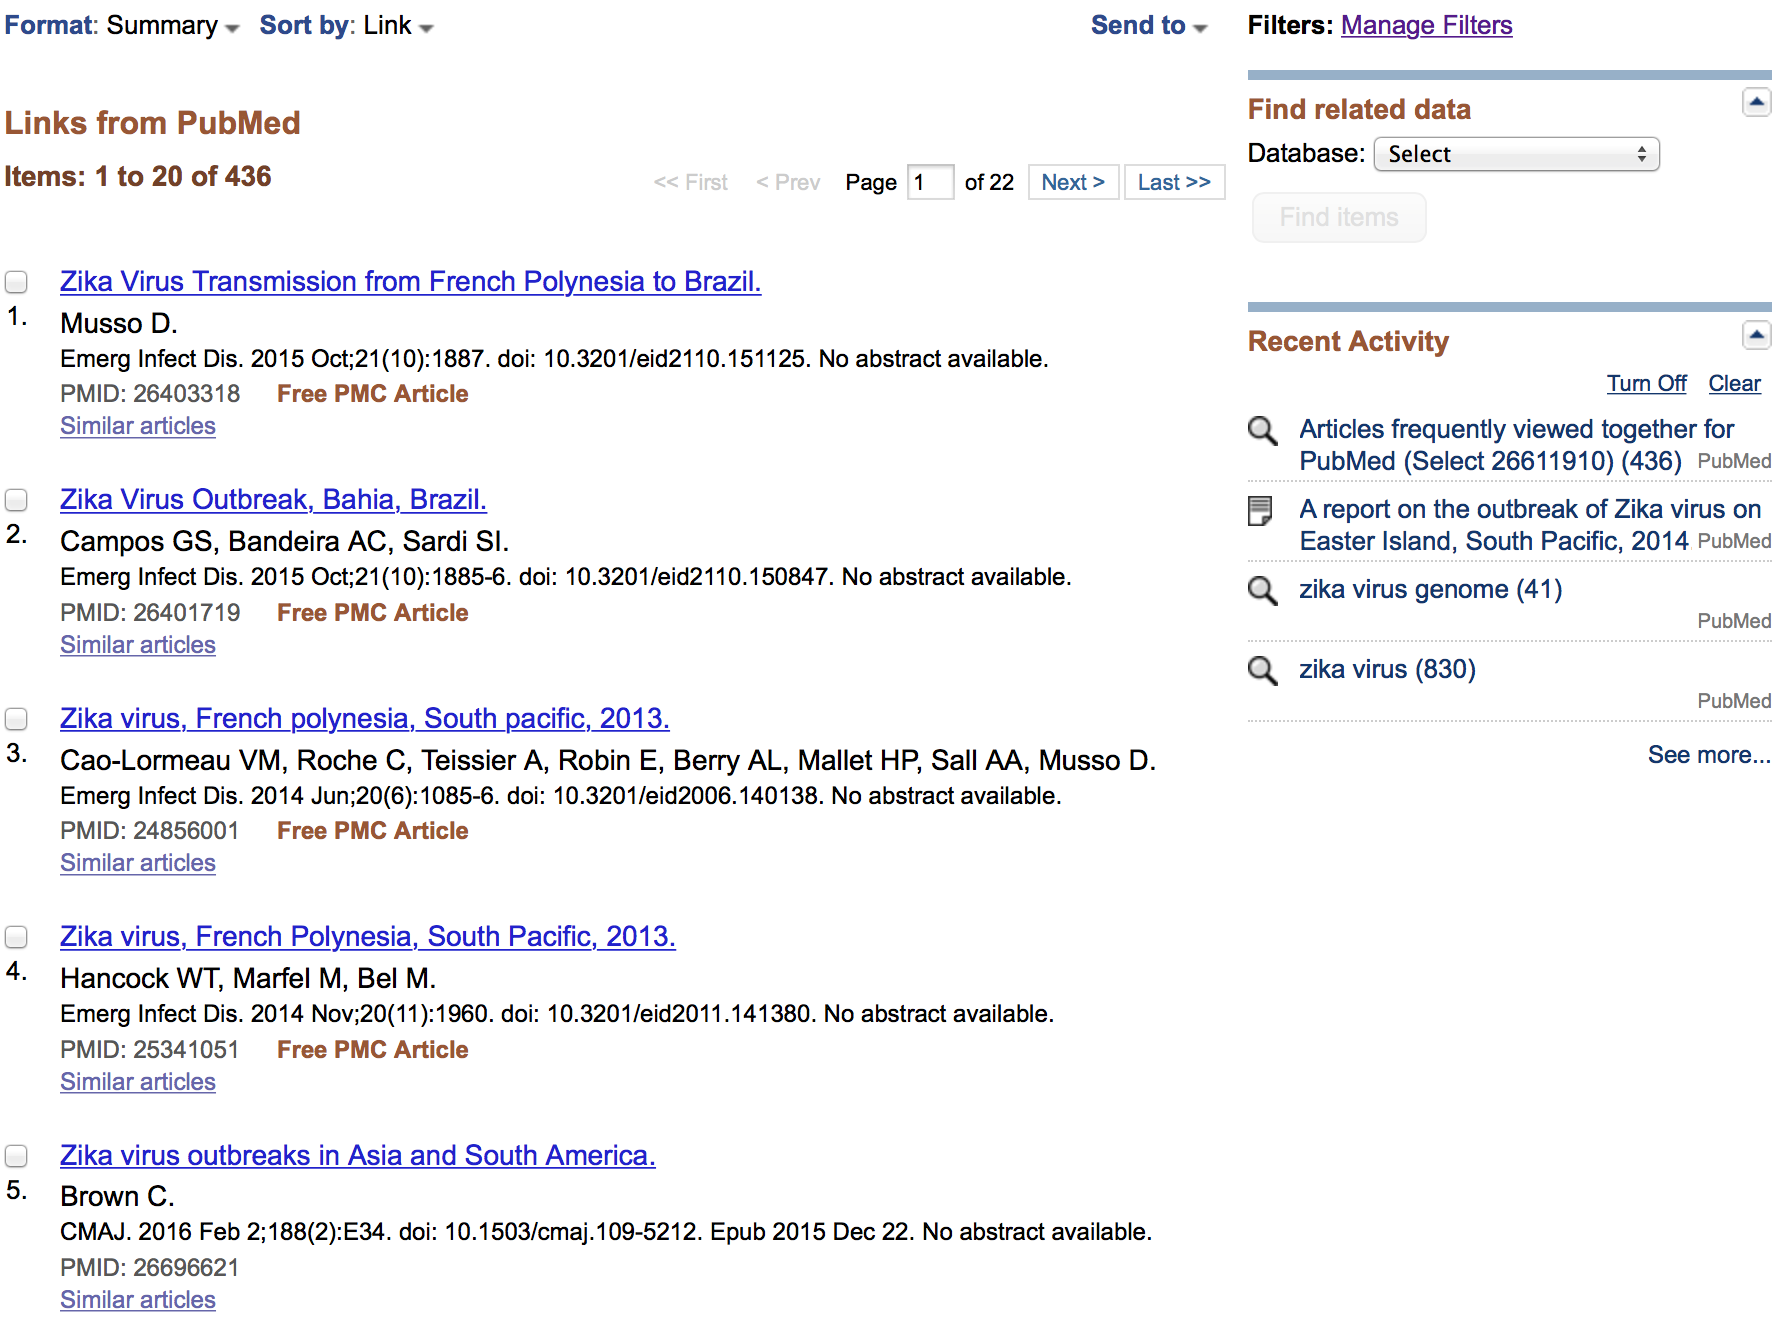 Format: Summary Sort by: Link Send to
Links from PubMed
Items: 1 to 20 of 436
<< First < Prev Page 1 of 22 Next > Last >>
Zika Virus Transmission from French Polynesia to Brazil.
1.
Musso D.
Emerg Infect Dis. 2015 Oct;21(10):1887. doi: 10.3201/eid2110.151125. No abstract available.
PMID: 26403318 Free PMC Article
Similar articles
Zika Virus Outbreak, Bahia, Brazil.
2.
Campos GS, Bandeira AC, Sardi SI.
Emerg Infect Dis. 2015 Oct;21(10):1885-6. doi: 10.3201/eid2110.150847. No abstract available.
PMID: 26401719 Free PMC Article
Similar articles
Zika virus, French polynesia, South pacific, 2013.
3.
Cao-Lormeau VM, Roche C, Teissier A, Robin E, Berry AL, Mallet HP, Sall AA, Musso D.
Emerg Infect Dis. 2014 Jun;20(6):1085-6. doi: 10.3201/eid2006.140138. No abstract available.
PMID: 24856001 Free PMC Article
Similar articles
Zika virus, French Polynesia, South Pacific, 2013.
4.
Hancock WT, Marfel M, Bel M.
Emerg Infect Dis. 2014 Nov;20(11):1960. doi: 10.3201/eid2011.141380. No abstract available.
PMID: 25341051 Free PMC Article
Similar articles
Zika virus outbreaks in Asia and South America.
5.
Brown C.
CMAJ. 2016 Feb 2;188(2):E34. doi: 10.1503/cmaj.109-5212. Epub 2015 Dec 22. No abstract available.
PMID: 26696621
Similar articles
Filters: Manage Filters
Find related data
Database: Select
Find items
Recent Activity
Turn Off Clear
Articles frequently viewed together for
PubMed (Select 26611910) (436) PubMed
A report on the outbreak of Zika virus on
Easter Island, South Pacific, 2014 PubMed
zika virus genome (41)
PubMed
zika virus (830)
PubMed
See more...